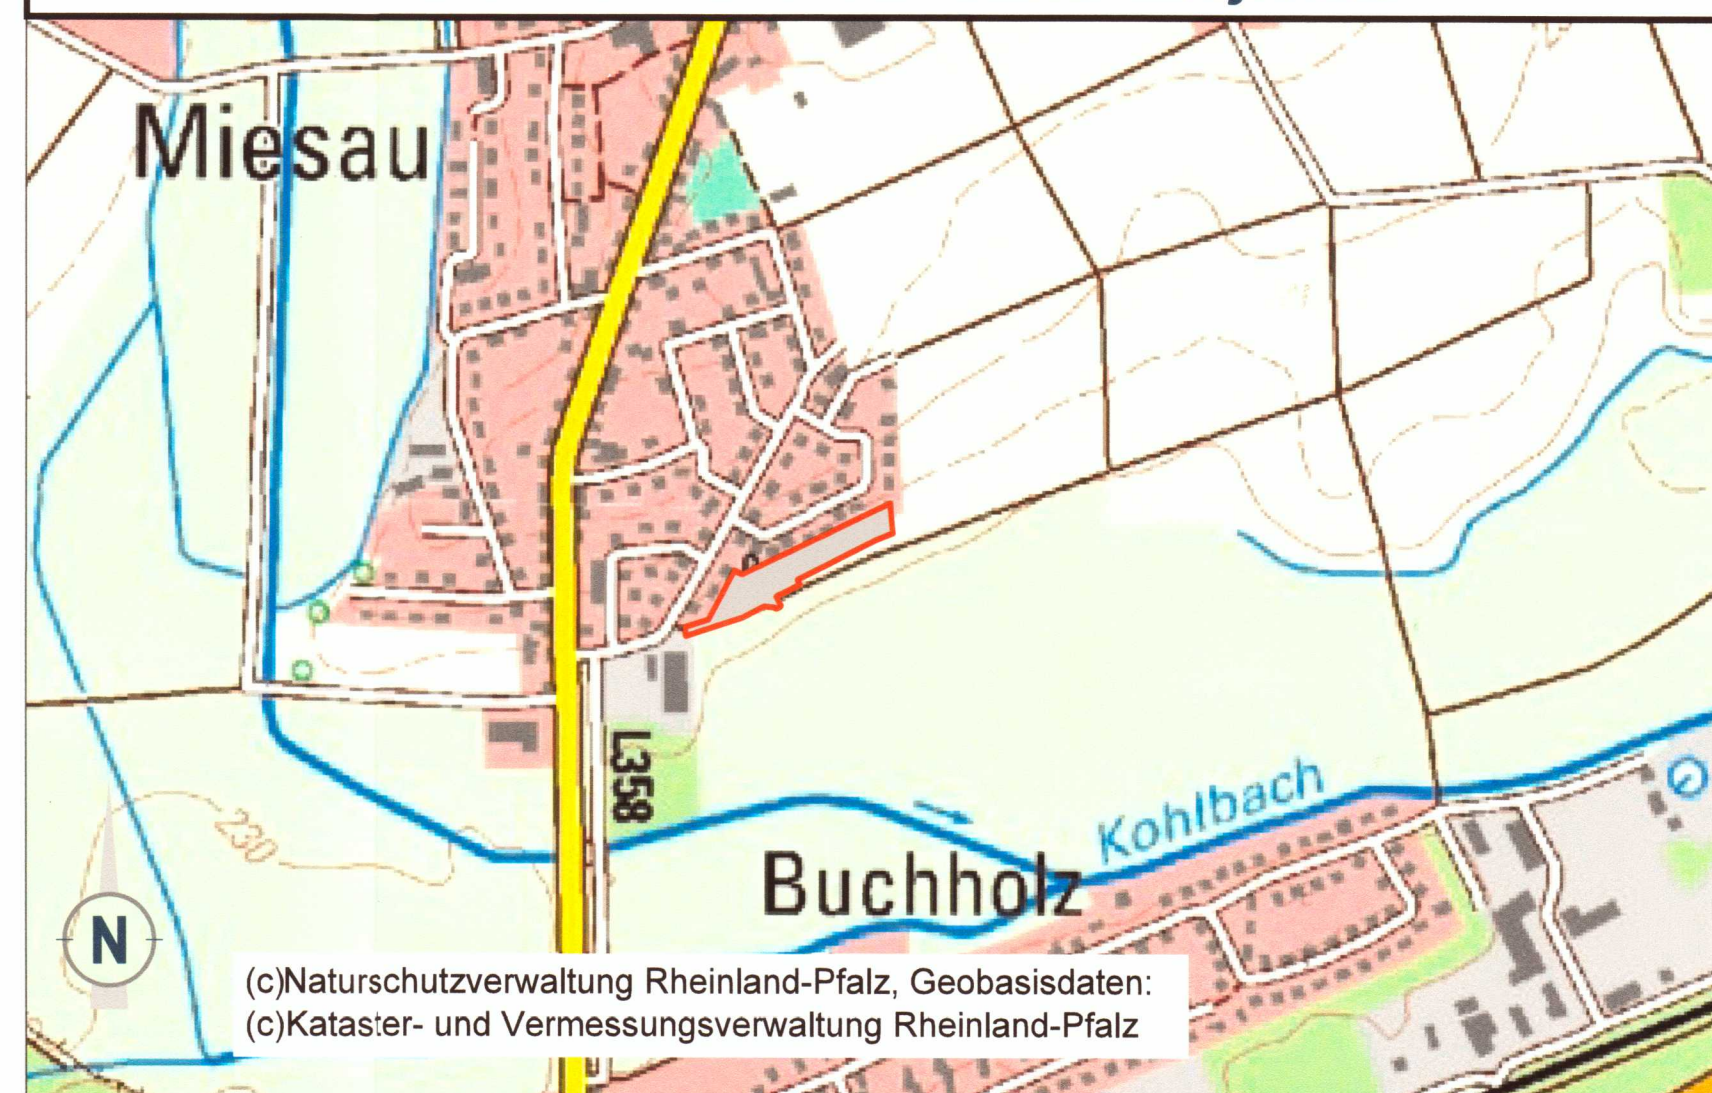 Miesau
L358
Kohlbach
230
Buchholz
N
(c)Naturschutzverwaltung Rheinland-Pfalz, Geobasisdaten:
(c)Kataster- und Vermessungsverwaltung Rheinland-Pfalz